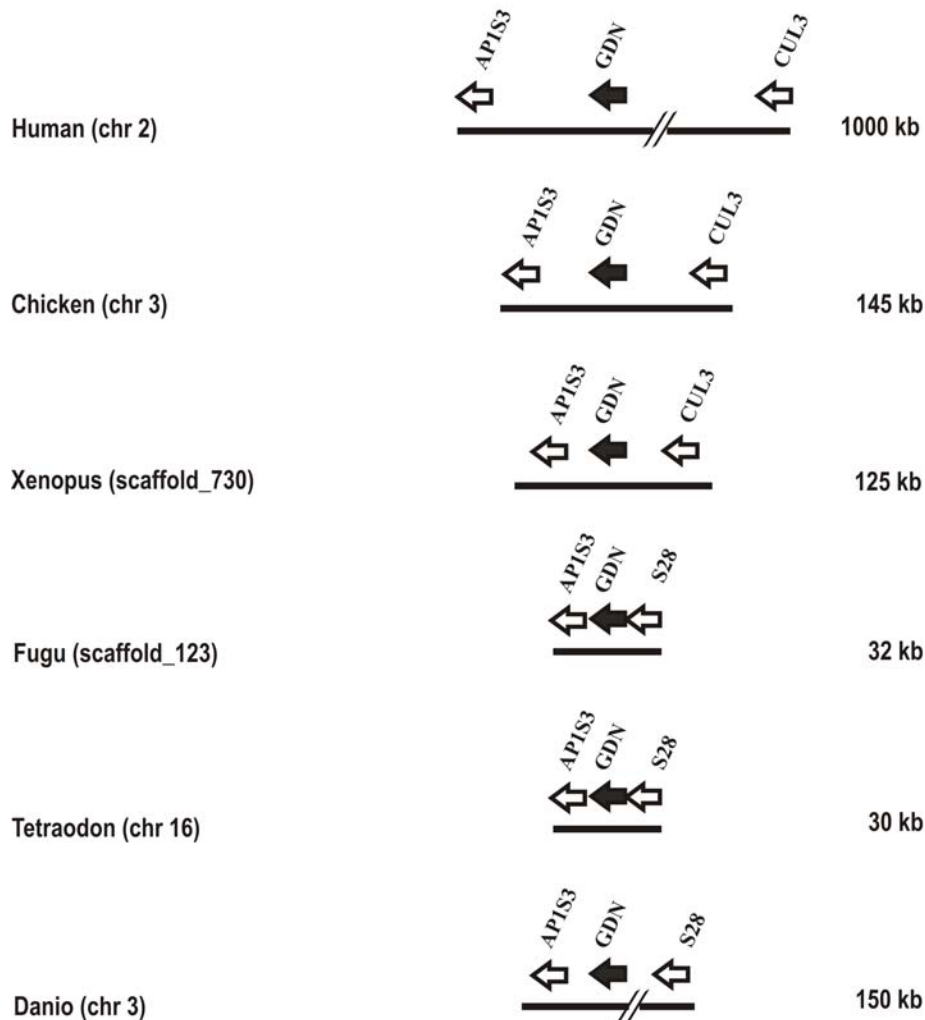 AP1S3 GDN CUL3
Human (chr 2) 1000 kb
AP1S3 GDN CUL3
Chicken (chr 3) 145 kb
AP1S3 GDN CUL3
Xenopus (scaffold_730) 125 kb
AP1S3 GDN S28
Fugu (scaffold_123) 32 kb
AP1S3 GDN S28
Tetraodon (chr 16) 30 kb
AP1S3 GDN S28
Danio (chr 3) 150 kb